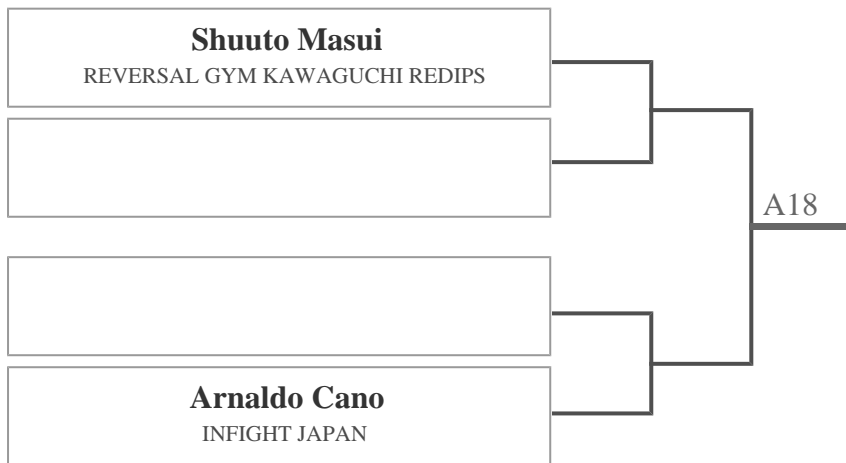 Shuuto Masui
REVERSAL GYM KAWAGUCHI REDIPS
A18
Arnaldo Cano
INFIGHT JAPAN